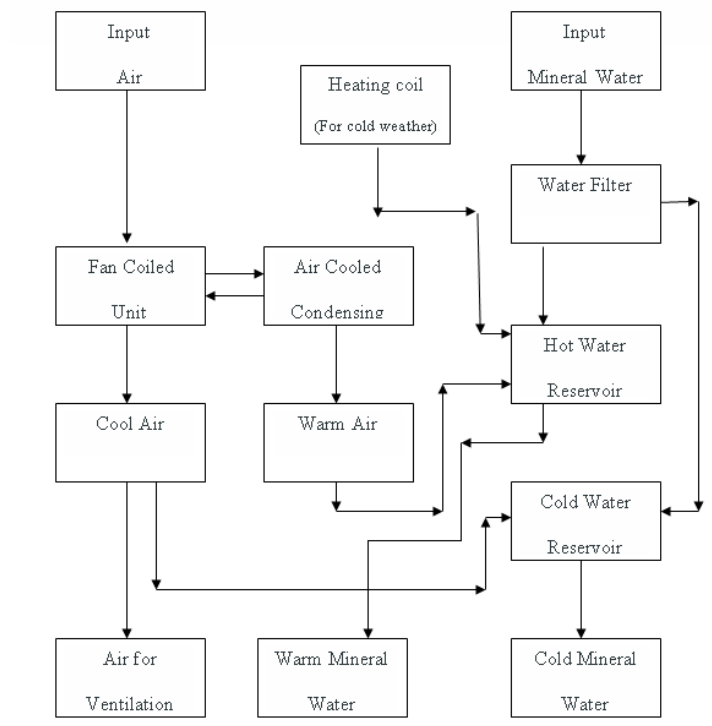 Input
Air
Input
Mineral Water
Heating coil
(For cold weather)
Water Filter
Fan Coiled
Unit
Air Cooled
Condensing
Hot Water
Reservoir
Cool Air
Warm Air
Cold Water
Reservoir
Air for
Ventilation
Warm Mineral
Water
Cold Mineral
Water